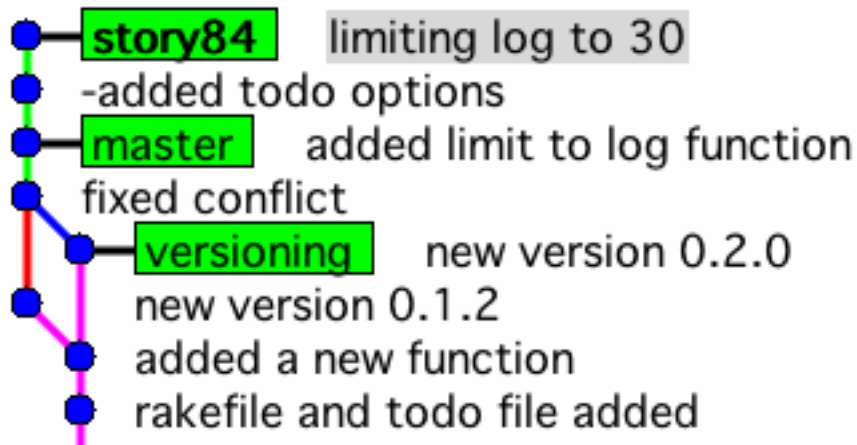 story84 limiting log to 30
-added todo options
master added limit to log function
fixed conflict
versioning new version 0.2.0
new version 0.1.2
added a new function
rakefile and todo file added